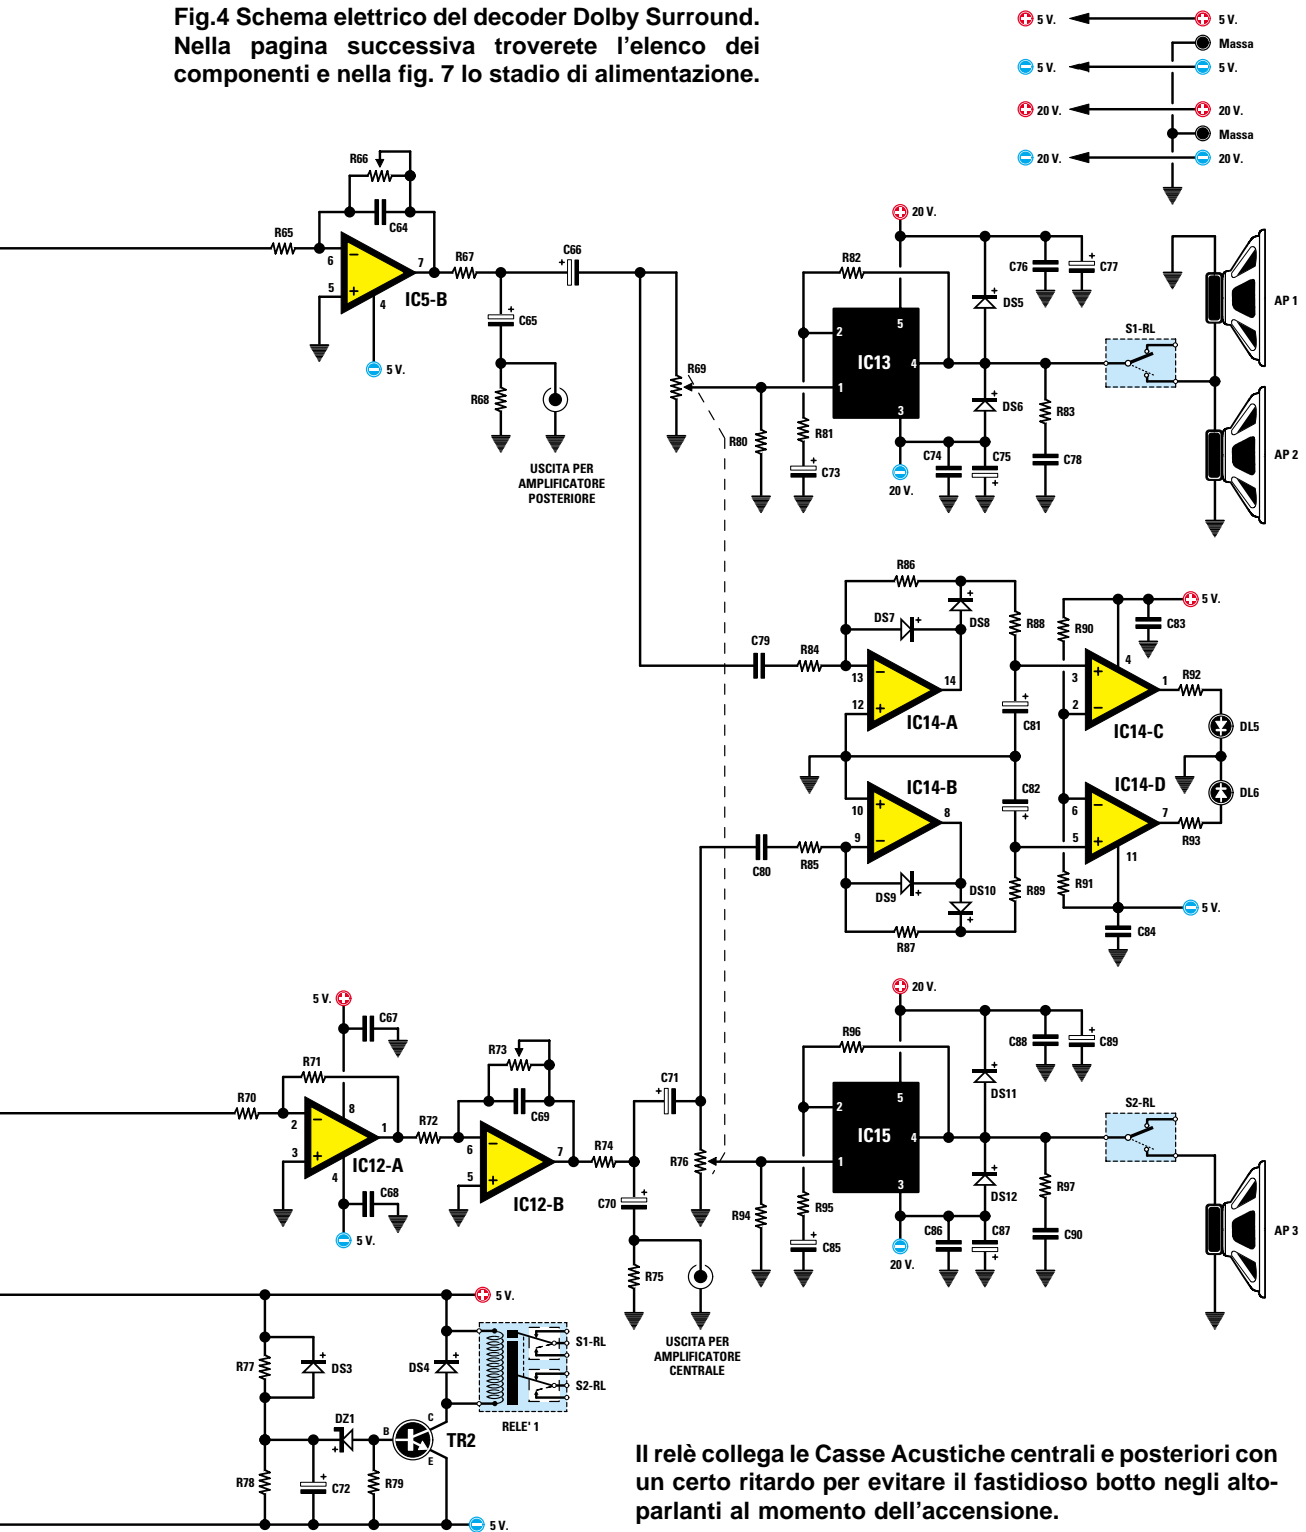 Fig.4 Schema elettrico del decoder Dolby Surround.
Nella pagina successiva troverete l'elenco dei
componenti e nella fig. 7 lo stadio di alimentazione.
5 V.
5 V.
Massa
5 V.
5 V.
20 V.
20 V.
Massa
20 V.
20 V.
R66
C64
R65
6
5
7
4
IC5-B
5 V.
R67
C66
C65
R68
USCITA PER
AMPLIFICATORE
POSTERIORE
R69
R80
20 V.
R82
2
5
IC13
4
1
3
R81
C73
20 V.
C74
C75
DS5
DS6
C76
C77
R83
C78
S1-RL
AP 1
AP 2
C79
R84
R86
DS7
DS8
13
12
14
IC14-A
R88
C81
R90
5 V.
C83
3
2
4
1
IC14-C
R92
DL5
C80
R85
10
9
8
IC14-B
DS9
DS10
R87
C82
R89
6
5
7
11
IC14-D
R91
R93
DL6
5 V.
C84
5 V.
C67
R70
R71
2
3
8
1
4
IC12-A
C68
5 V.
R72
R73
C69
6
5
7
IC12-B
R74
C71
C70
R75
R76
USCITA PER
AMPLIFICATORE
CENTRALE
20 V.
R96
2
5
IC15
4
1
3
R94
R95
C85
20 V.
C86
C87
DS11
DS12
C88
C89
R97
C90
S2-RL
AP 3
5 V.
R77
DS3
DS4
S1-RL
S2-RL
RELE' 1
DZ1
B
C
E
TR2
R78
C72
R79
5 V.
Il relè collega le Casse Acustiche centrali e posteriori con
un certo ritardo per evitare il fastidioso botto negli alto-
parlanti al momento dell'accensione.